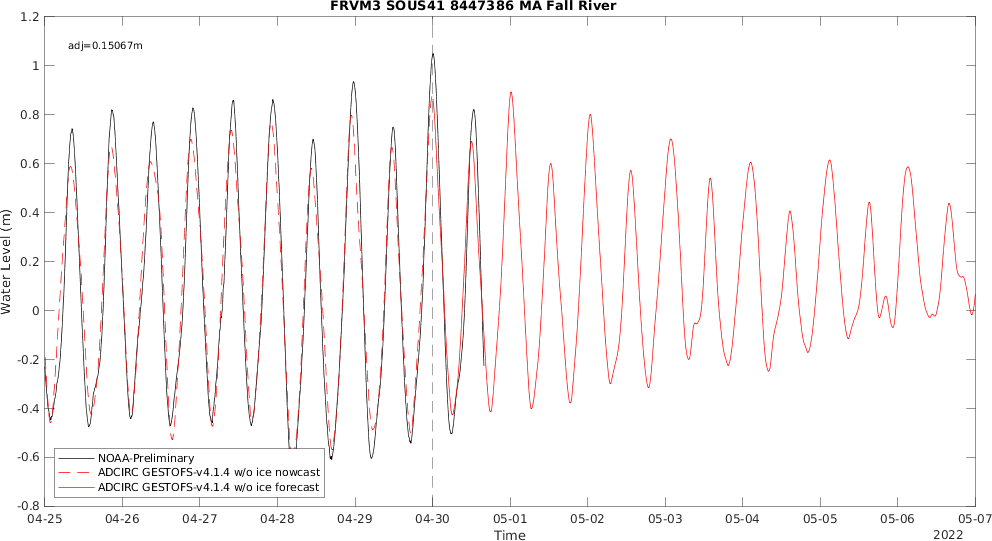 FRVM3 SOUS41 8447386 MA Fall River
adj=0.15067m
Water Level (m)
1.2
1
0.8
0.6
0.4
0.2
0
-0.2
-0.4
-0.6
-0.8
NOAA-Preliminary
ADCIRC GESTOFS-v4.1.4 w/o ice nowcast
ADCIRC GESTOFS-v4.1.4 w/o ice forecast
04-25 04-26 04-27 04-28 04-29 04-30 05-01 05-02 05-03 05-04 05-05 05-06 05-07
Time
2022